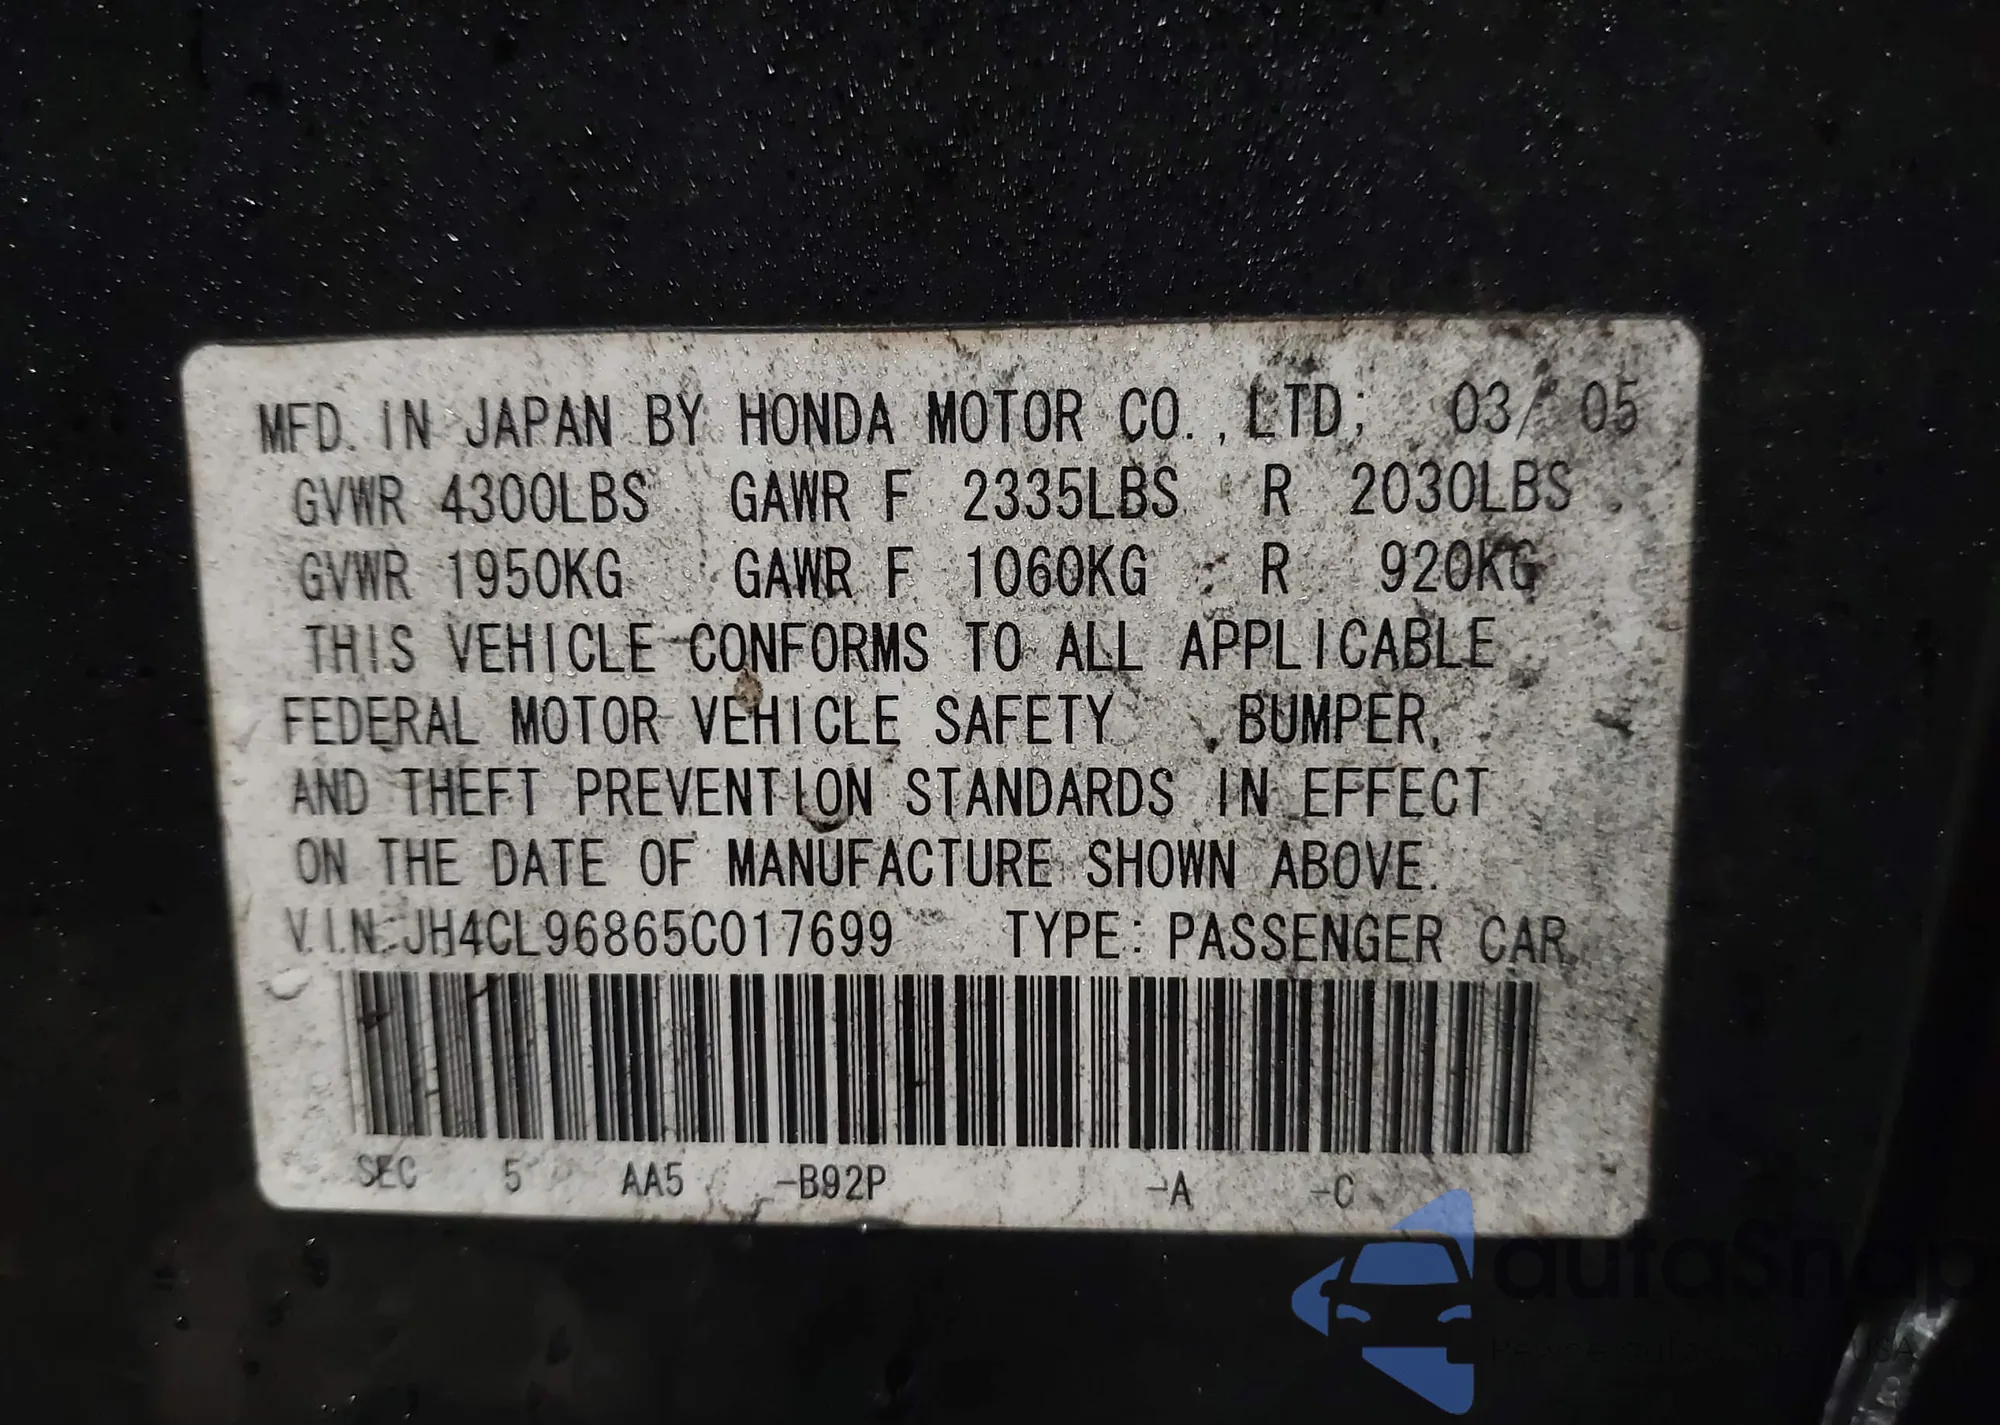 MFD. IN JAPAN BY HONDA MOTOR CO.,LTD; 03/ 05
GVWR 4300LBS GAWR F 2335LBS R 2030LBS
GVWR 1950KG GAWR F 1060KG R 920KG
THIS VEHICLE CONFORMS TO ALL APPLICABLE
FEDERAL MOTOR VEHICLE SAFETY , BUMPER,
AND THEFT PREVENTION STANDARDS IN EFFECT
ON THE DATE OF MANUFACTURE SHOWN ABOVE.
V.I.N:JH4CL96865C017699 TYPE: PASSENGER CAR
SEC 5 AA5 -B92P -A -C
autaSnap
USA